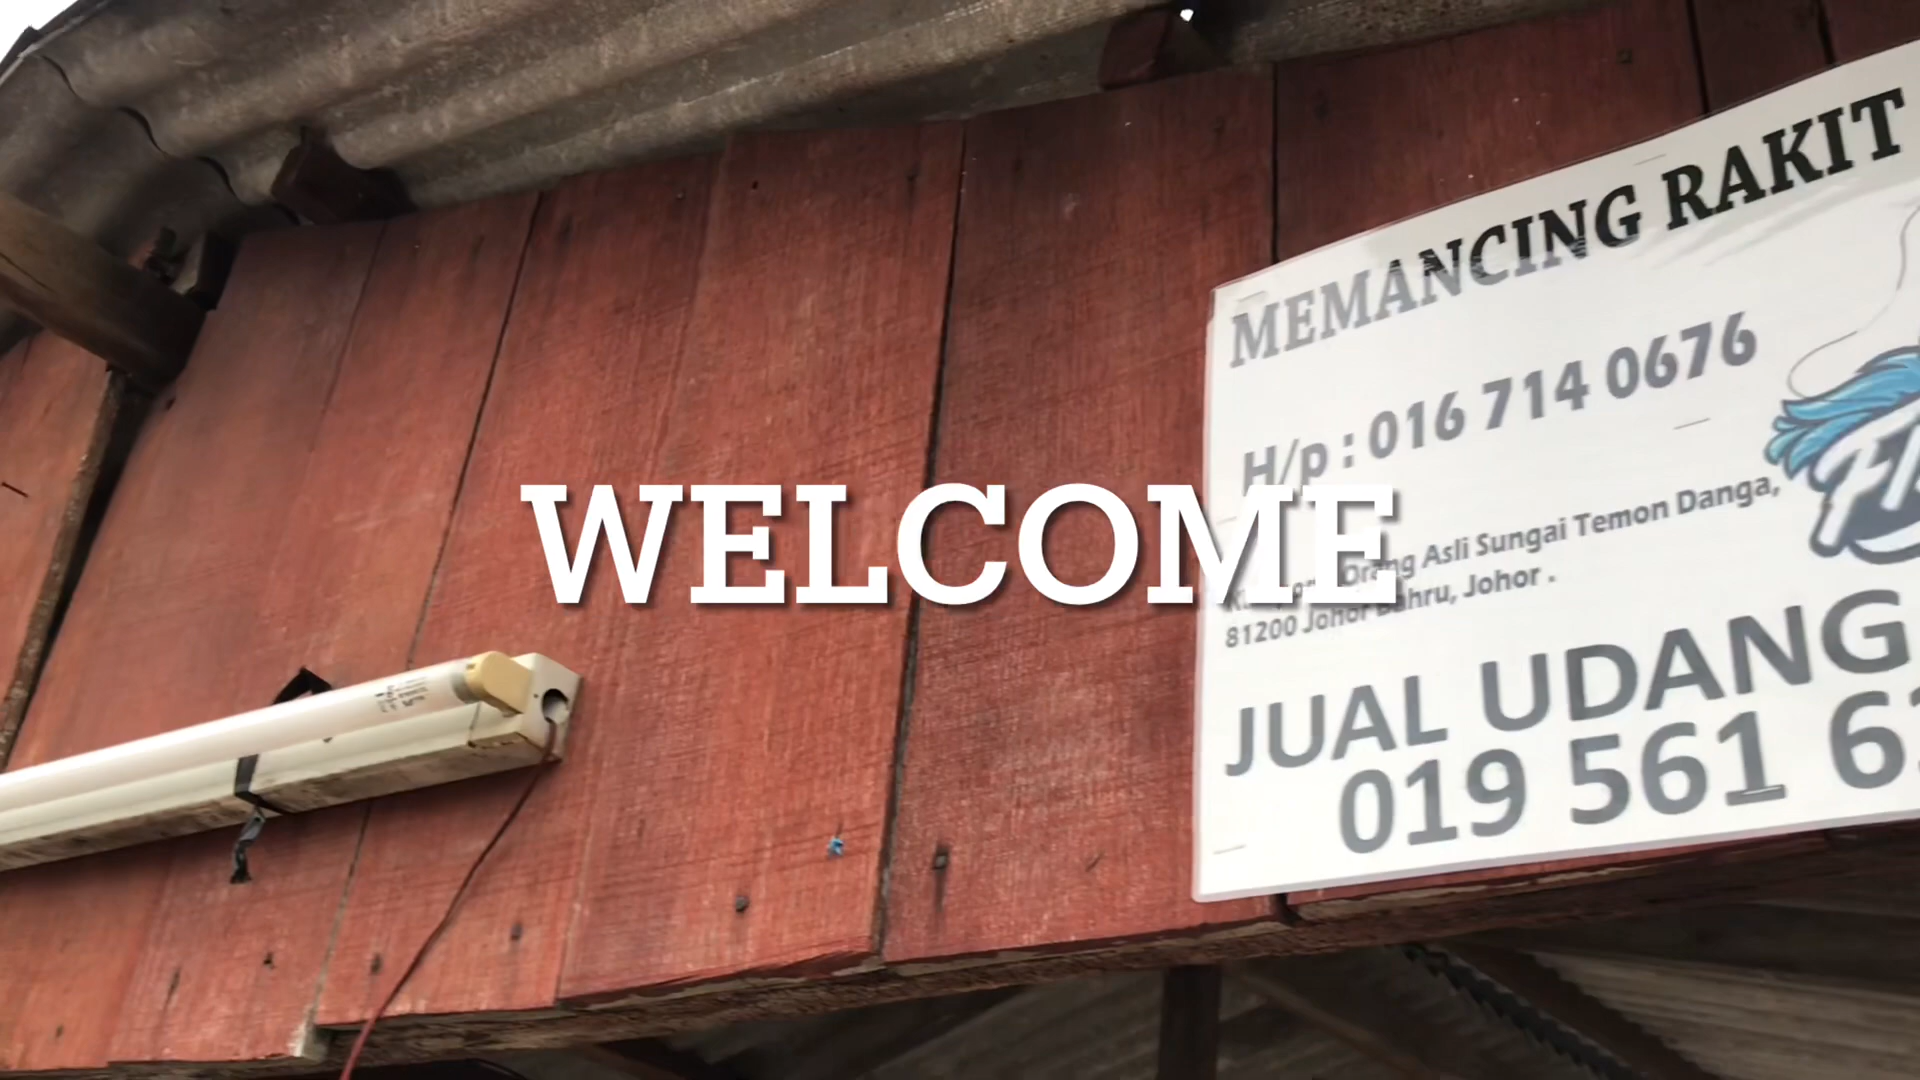 MEMANCING RAKIT
H/p : 016 714 0676
WELCOME
Orang Asli Sungai Temon Danga,
81200 Johor Bahru, Johor .
JUAL UDANG
019 561